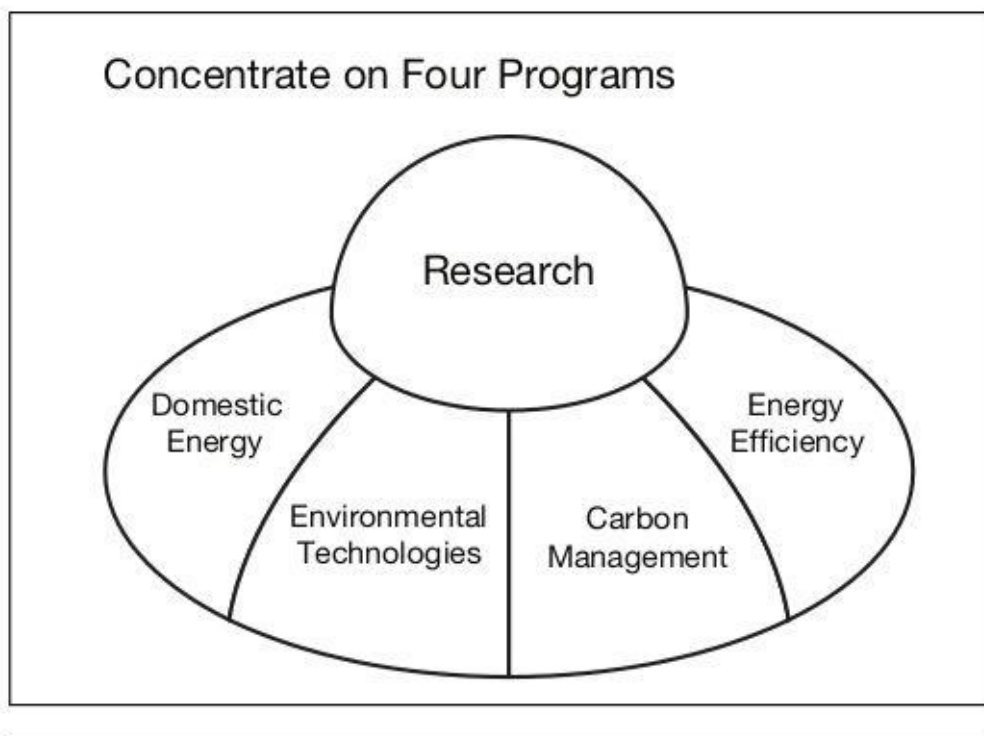 Concentrate on Four Programs
Research
Domestic
Energy
Environmental
Technologies
Carbon
Management
Energy
Efficiency